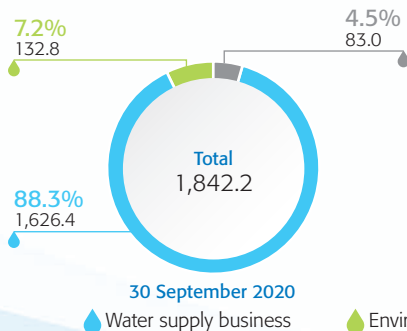 7.2%
132.8
4.5%
83.0
Total
1,842.2
88.3%
1,626.4
30 September 2020
Water supply business